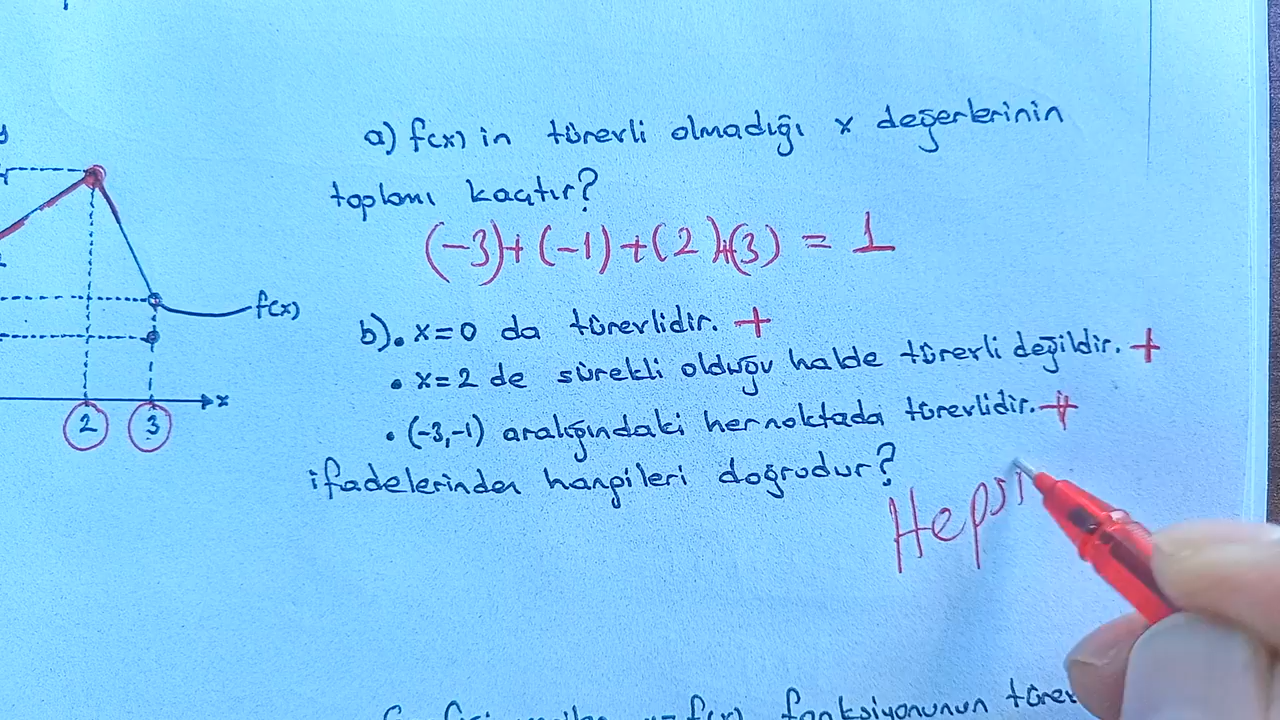 a) f(x) in türevli olmadığı x değerlerinin
toplamı kaçtır?
(-3)+(-1)+(2)+(3) = 1
f(x)
b). x=0 da türevlidir. +
• x=2 de sürekli olduğu halde türevli değildir. +
• (-3,-1) aralığındaki her noktada türevlidir. +
x
2 3
ifadelerinden hangileri doğrudur?
Hepsi
fonksiyonunun